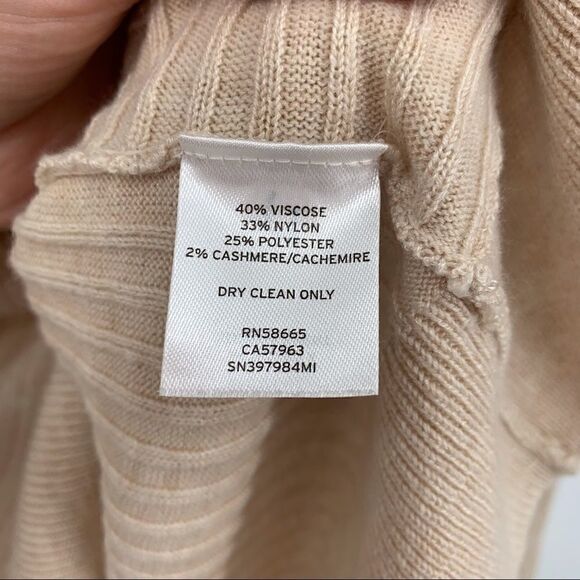 40% VISCOSE
33% NYLON
25% POLYESTER
2% CASHMERE/CACHEMIRE
DRY CLEAN ONLY
RN58665
CA57963
SN397984MI